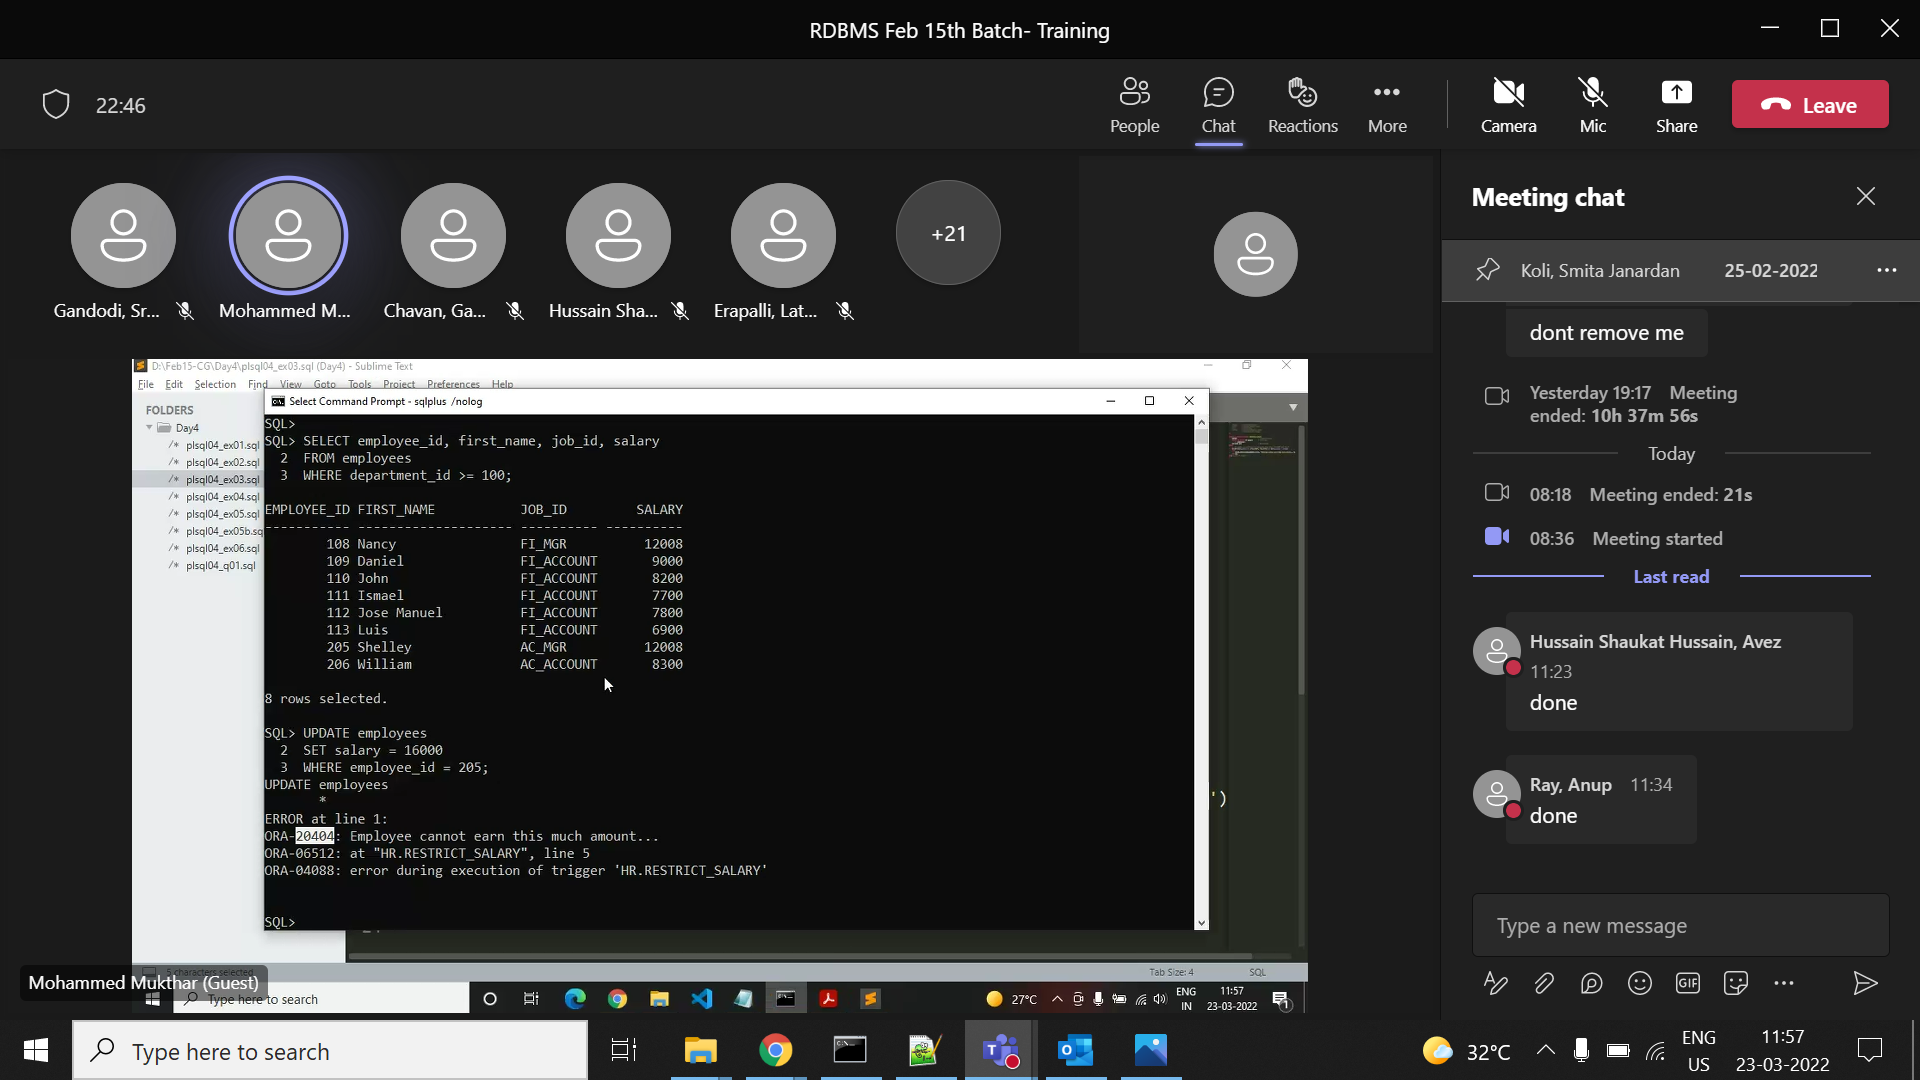 RDBMS Feb 15th Batch- Training
22:46
People
Chat
Reactions
More
Camera
Mic
Share
Leave
Gandodi, Sr...
Mohammed M...
Chavan, Ga...
Hussain Sha...
Erapalli, Lat...
+21
D:\Feb15-CG\Day4\plsql04_ex03.sql (Day4) - Sublime Text
File Edit Selection Find View Goto Tools Project Preferences Help
FOLDERS
Day4
/* plsql04_ex01.sql
/* plsql04_ex02.sql
/* plsql04_ex03.sql
/* plsql04_ex04.sql
/* plsql04_ex05.sql
/* plsql04_ex05b.sq
/* plsql04_ex06.sql
/* plsql04_q01.sql
Select Command Prompt - sqlplus /nolog
SQL>
SQL> SELECT employee_id, first_name, job_id, salary
2 FROM employees
3 WHERE department_id >= 100;
EMPLOYEE_ID FIRST_NAME JOB_ID SALARY
----------- -------------------- ---------- ----------
108 Nancy FI_MGR 12008
109 Daniel FI_ACCOUNT 9000
110 John FI_ACCOUNT 8200
111 Ismael FI_ACCOUNT 7700
112 Jose Manuel FI_ACCOUNT 7800
113 Luis FI_ACCOUNT 6900
205 Shelley AC_MGR 12008
206 William AC_ACCOUNT 8300
8 rows selected.
SQL> UPDATE employees
2 SET salary = 16000
3 WHERE employee_id = 205;
UPDATE employees
*
ERROR at line 1:
ORA-20404: Employee cannot earn this much amount...
ORA-06512: at "HR.RESTRICT_SALARY", line 5
ORA-04088: error during execution of trigger 'HR.RESTRICT_SALARY'
SQL>
')
5 characters selected
Tab Size: 4
SQL
Mohammed Mukthar (Guest)
Type here to search
27°C
ENG
IN
11:57
23-03-2022
1
Meeting chat
Koli, Smita Janardan 25-02-2022
dont remove me
Yesterday 19:17 Meeting
ended: 10h 37m 56s
Today
08:18 Meeting ended: 21s
08:36 Meeting started
Last read
Hussain Shaukat Hussain, Avez
11:23
done
Ray, Anup 11:34
done
Type a new message
GIF
Type here to search
32°C
ENG
US
11:57
23-03-2022